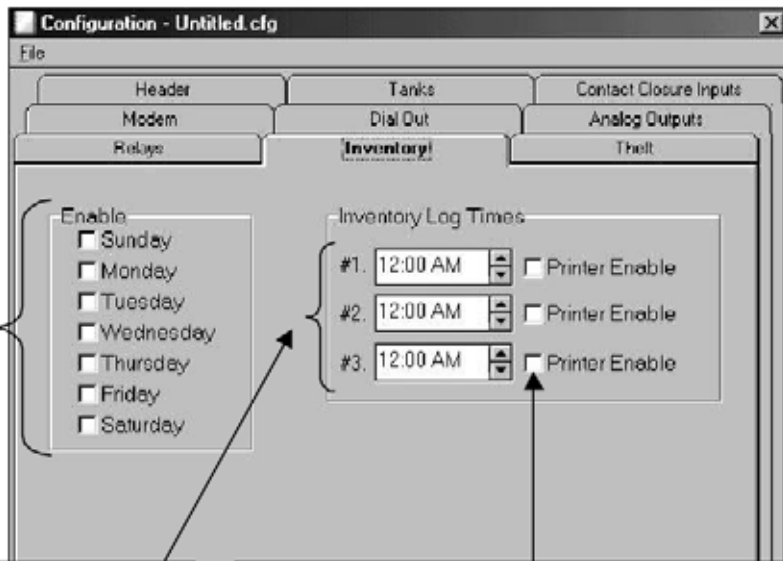 Configuration - Untitled.cfg
File
Header Tanks Contact Closure Inputs
Modem Dial Out Analog Outputs
Relays Inventory Theft
Enable
Sunday
Monday
Tuesday
Wednesday
Thursday
Friday
Saturday
Inventory Log Times
#1. 12:00 AM Printer Enable
#2. 12:00 AM Printer Enable
#3. 12:00 AM Printer Enable